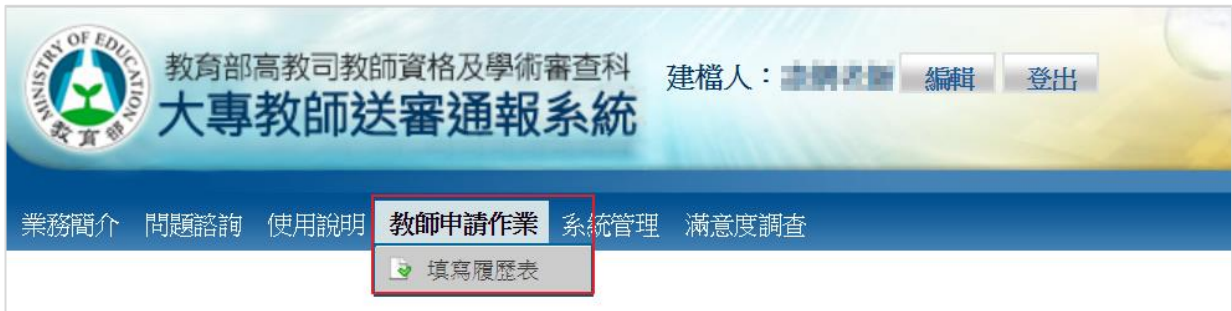 MINISTRY OF EDUCATION
教育部
教育部高教司教師資格及學術審查科
大專教師送審通報系統
建檔人： 編輯 登出
業務簡介 問題諮詢 使用說明 教師申請作業 系統管理 滿意度調查
填寫履歷表